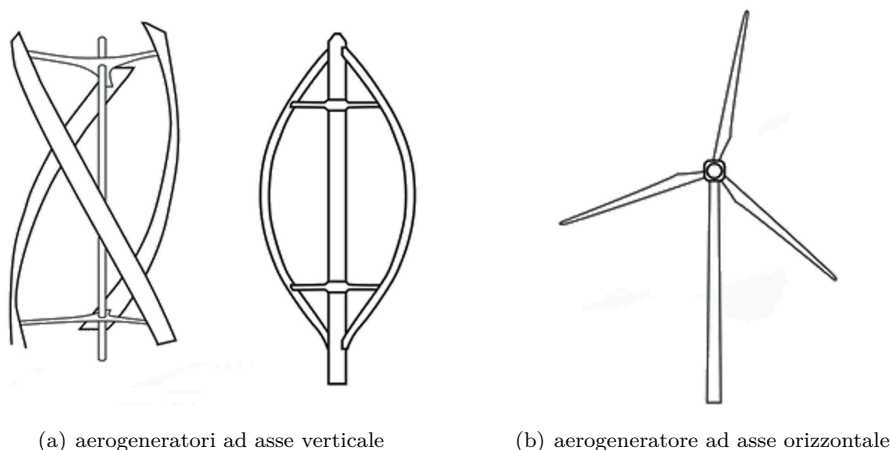 (a) aerogeneratori ad asse verticale
(b) aerogeneratore ad asse orizzontale